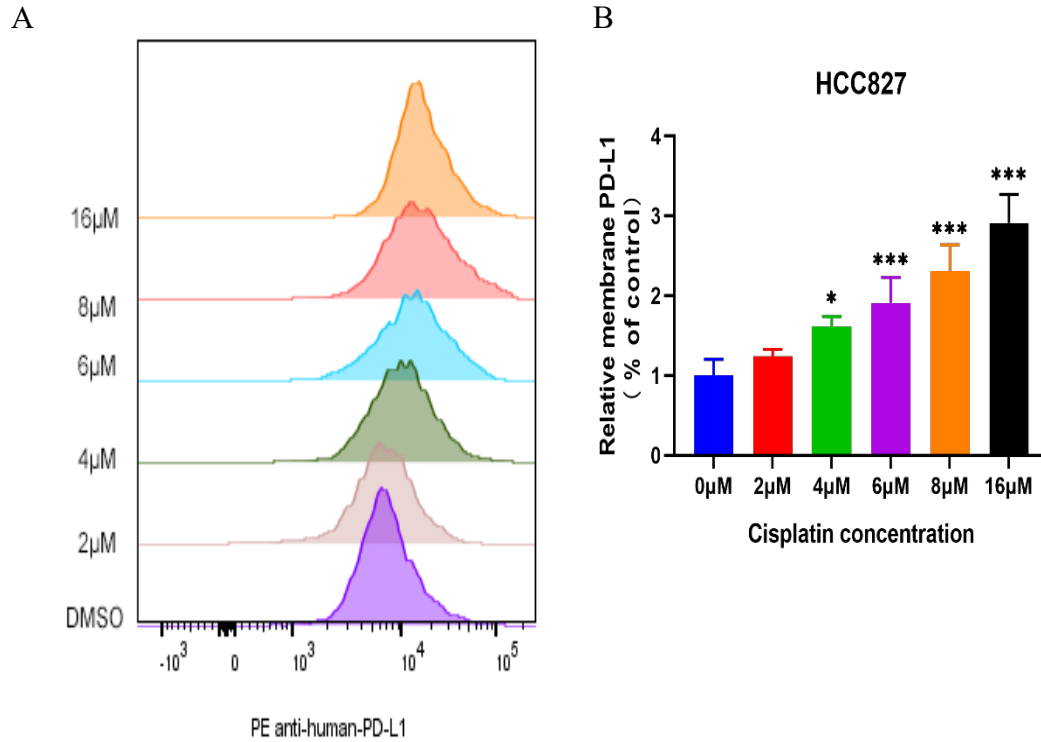 A
16μM
8μM
6μM
4μM
2μM
DMSO
-10³ 0 10³ 10⁴ 10⁵
PE anti-human-PD-L1
B
HCC827
Relative membrane PD-L1
( % of control)
4
3
2
1
0
*
***
***
***
0μM 2μM 4μM 6μM 8μM 16μM
Cisplatin concentration